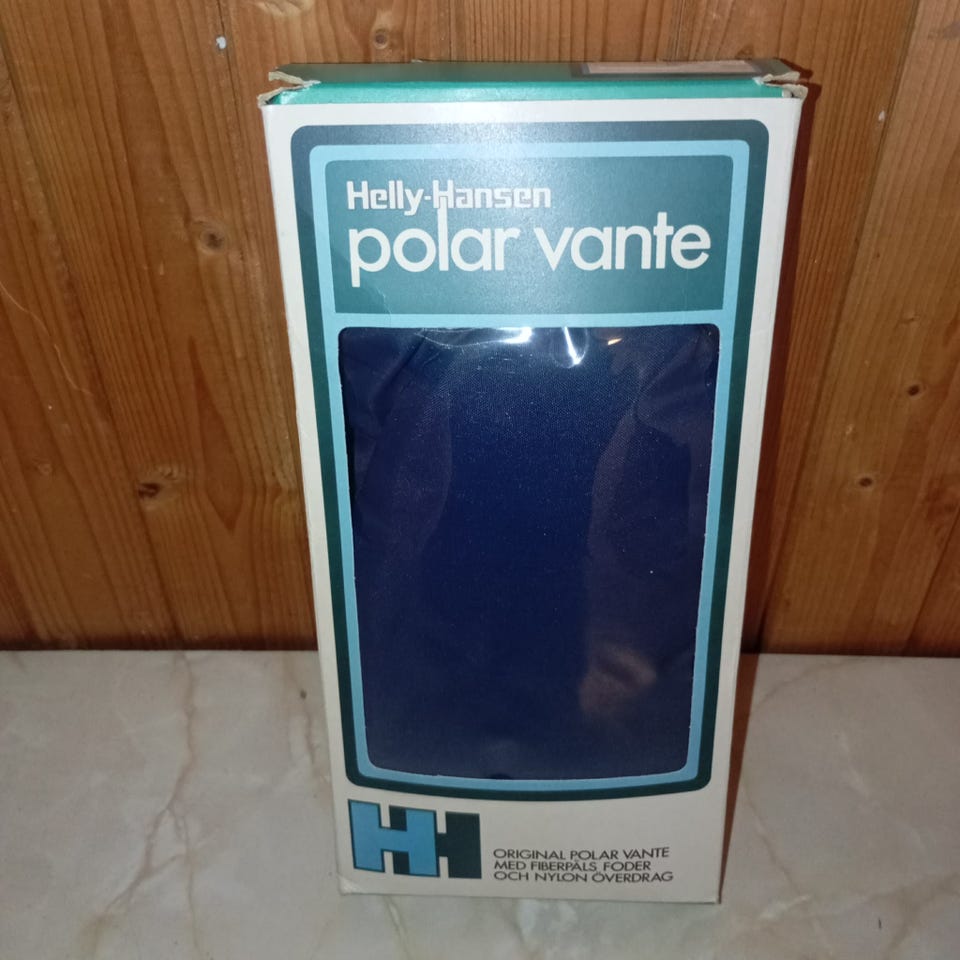 Helly-Hansen
polar vante
HH
ORIGINAL POLAR VANTE
MED FIBERPÄLS FODER
OCH NYLON ÖVERDRAG